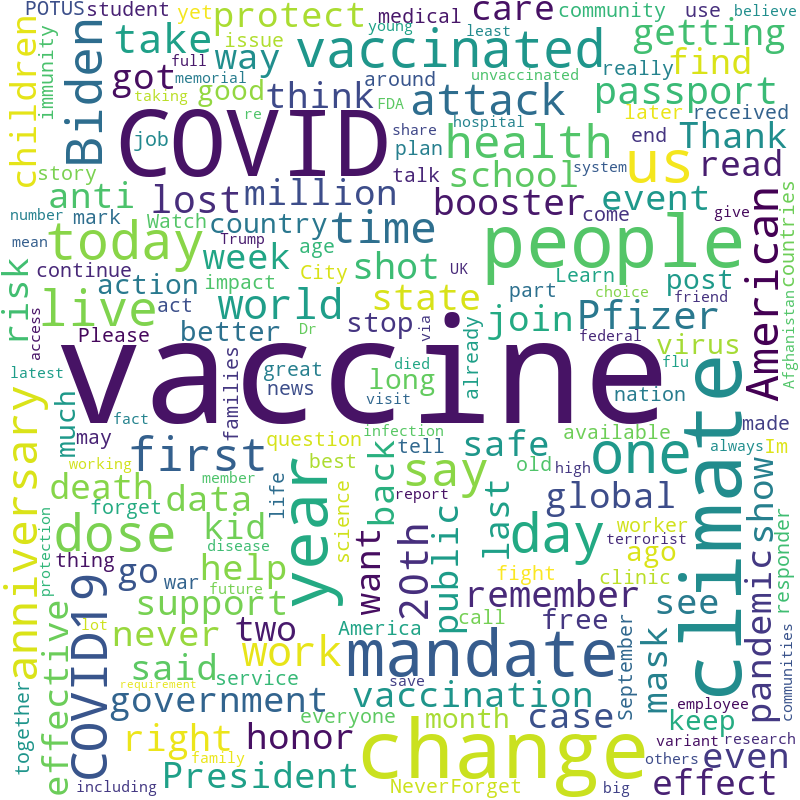 POTUS
student
yet
protect
medical
care
community
use
believe
young
least
getting
children
immunity
Biden
take
way
issue
vaccinated
full
memorial
unvaccinated
really
find
got
taking
good
think
around
FDA
attack
passport
COVID
re
job
share
hospital
later
received
health
us
end
Thank
read
plan
story
talk
school
system
anti
lost
million
booster
event
come
give
American
countries
number
mark
Watch
country
time
people
mean
today
Trump
week
age
shot
UK
world
City
impact
state
Learn
part
post
choice
friend
Afghanistan
risk
continue
action
live
act
Please
better
stop
via
join
Pfizer
federal
access
vaccine
virus
latest
families
great
news
died
long
already
flu
nation
visit
climate
much
anniversary
may
fact
first
question
infection
tell
safe
available
one
made
always
Im
show
working
best
back
say
old
high
death
data
member
year
life
science
report
last
global
forget
dose
kid
disease
day
worker
terrorist
ago
protection
thing
go
war
help
future
want
20th
public
fight
clinic
responder
COVID19
support
remember
see
pandemic
lot
never
two
America
call
free
mask
effective
said
work
mandate
September
communities
together
service
save
requirement
government
vaccination
employee
everyone
month
case
keep
right
honor
change
variant
research
family
others
even
including
President
NeverForget
big
effect